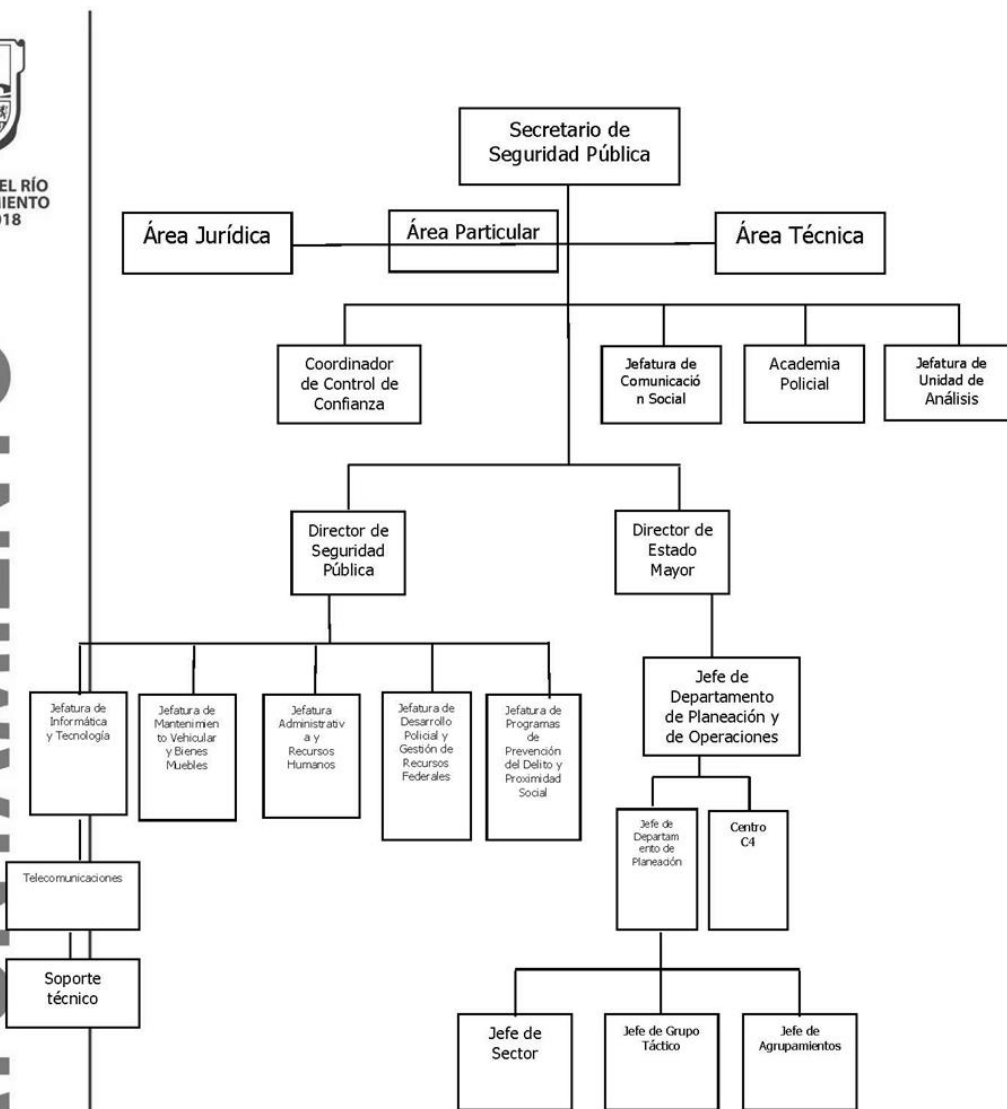 EL RÍO
Secretario de
Seguridad Pública
Área Jurídica
Área Particular
Área Técnica
Coordinador
de Control de
Confianza
Jefatura de
Comunicació
n Social
Academia
Policial
Jefatura de
Unidad de
Análisis
Director de
Seguridad
Pública
Director de
Estado
Mayor
Jefatura de
Informática
y Tecnología
Jefatura de
Mantenimien
to Vehicular
y Bienes
Muebles
Jefatura
Administrativ
a y
Recursos
Humanos
Jefatura de
Desarrollo
Policial y
Gestión de
Recursos
Federales
Jefatura de
Programas
de
Prevención
del Delito y
Proximidad
Social
Jefe de
Departamento
de Planeación y
de Operaciones
Jefe de
Departam
ento de
Planeación
Centro
C4
Telecomunicaciones
Soporte
técnico
Jefe de
Sector
Jefe de Grupo
Táctico
Jefe de
Agrupamientos